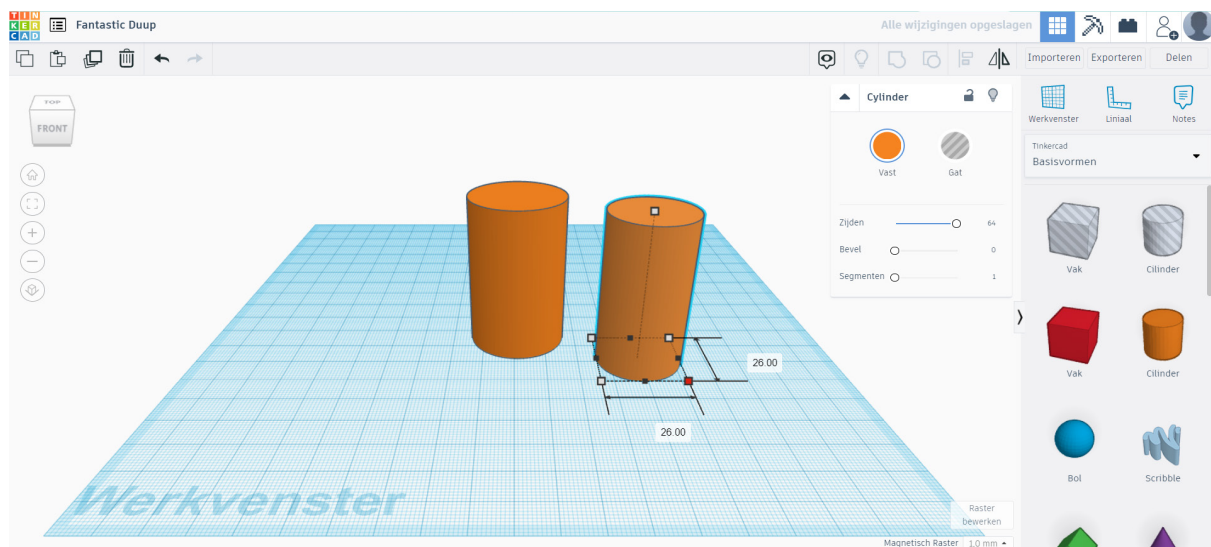 TIN
KER
CAD
Fantastic Duup
Alle wijzigingen opgeslagen
Importeren Exporteren Delen
TOP
FRONT
Cylinder
Vast Gat
Zijden 64
Bevel 0
Segmenten 1
Werkvenster Liniaal Notes
Tinkercad
Basisvormen
Vak Cilinder
Vak Cilinder
Bol Scribble
26.00
26.00
Werkvenster
Raster
bewerken
Magnetisch Raster 1.0 mm